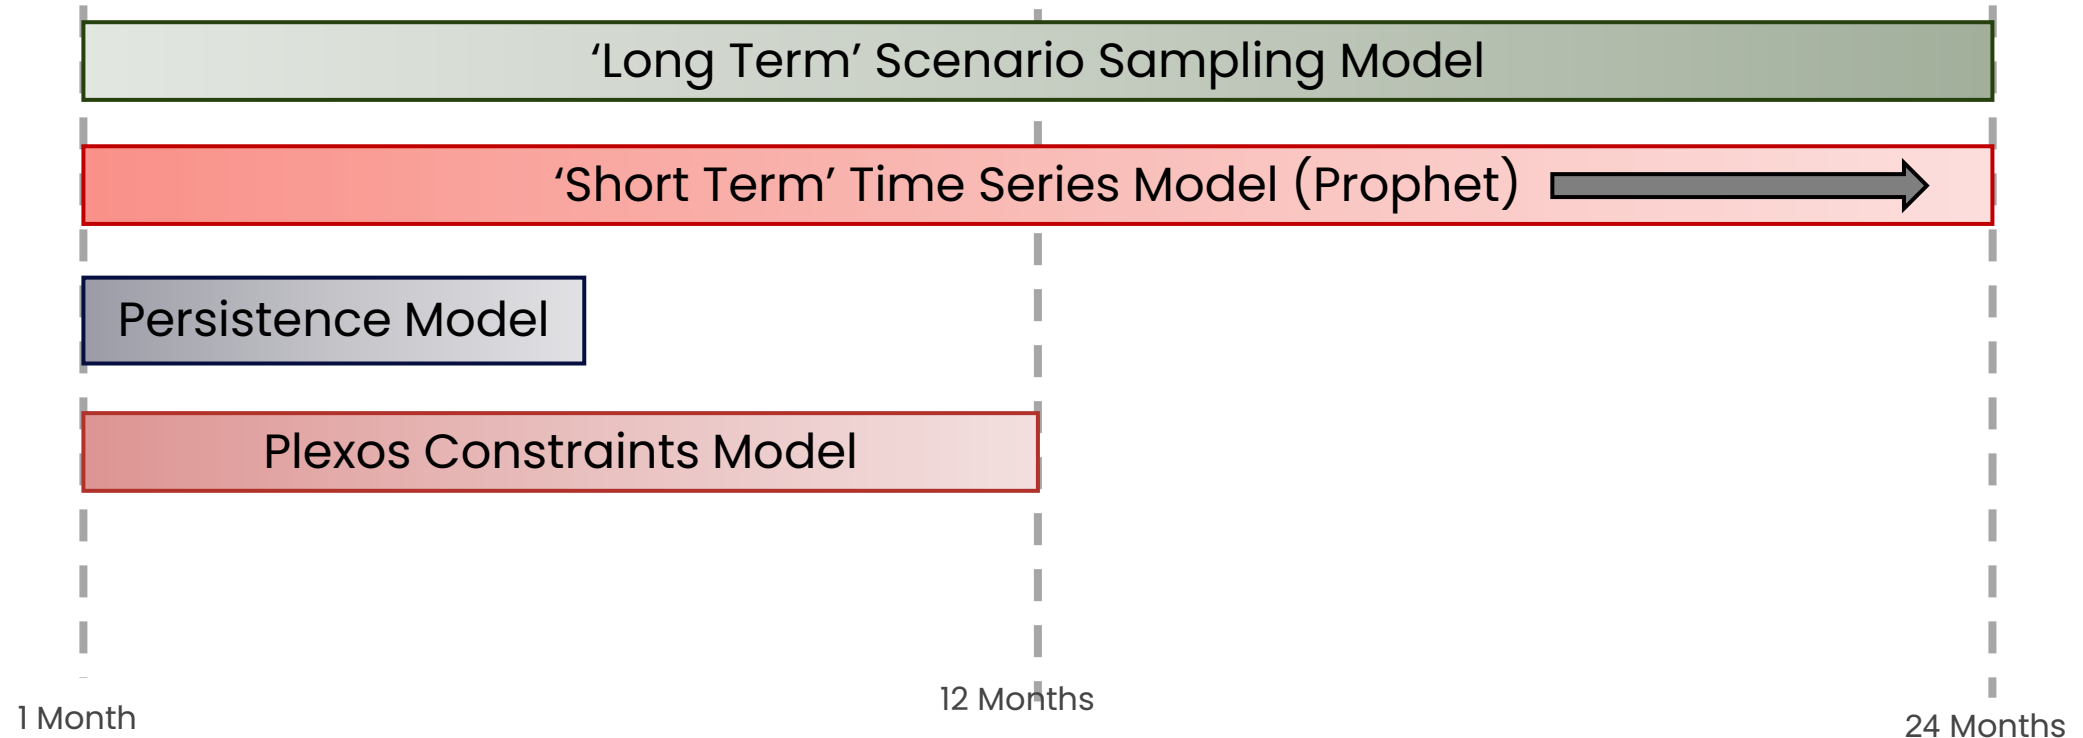 ‘Long Term’ Scenario Sampling Model
‘Short Term’ Time Series Model (Prophet)
Persistence Model
Plexos Constraints Model
1 Month
12 Months
24 Months